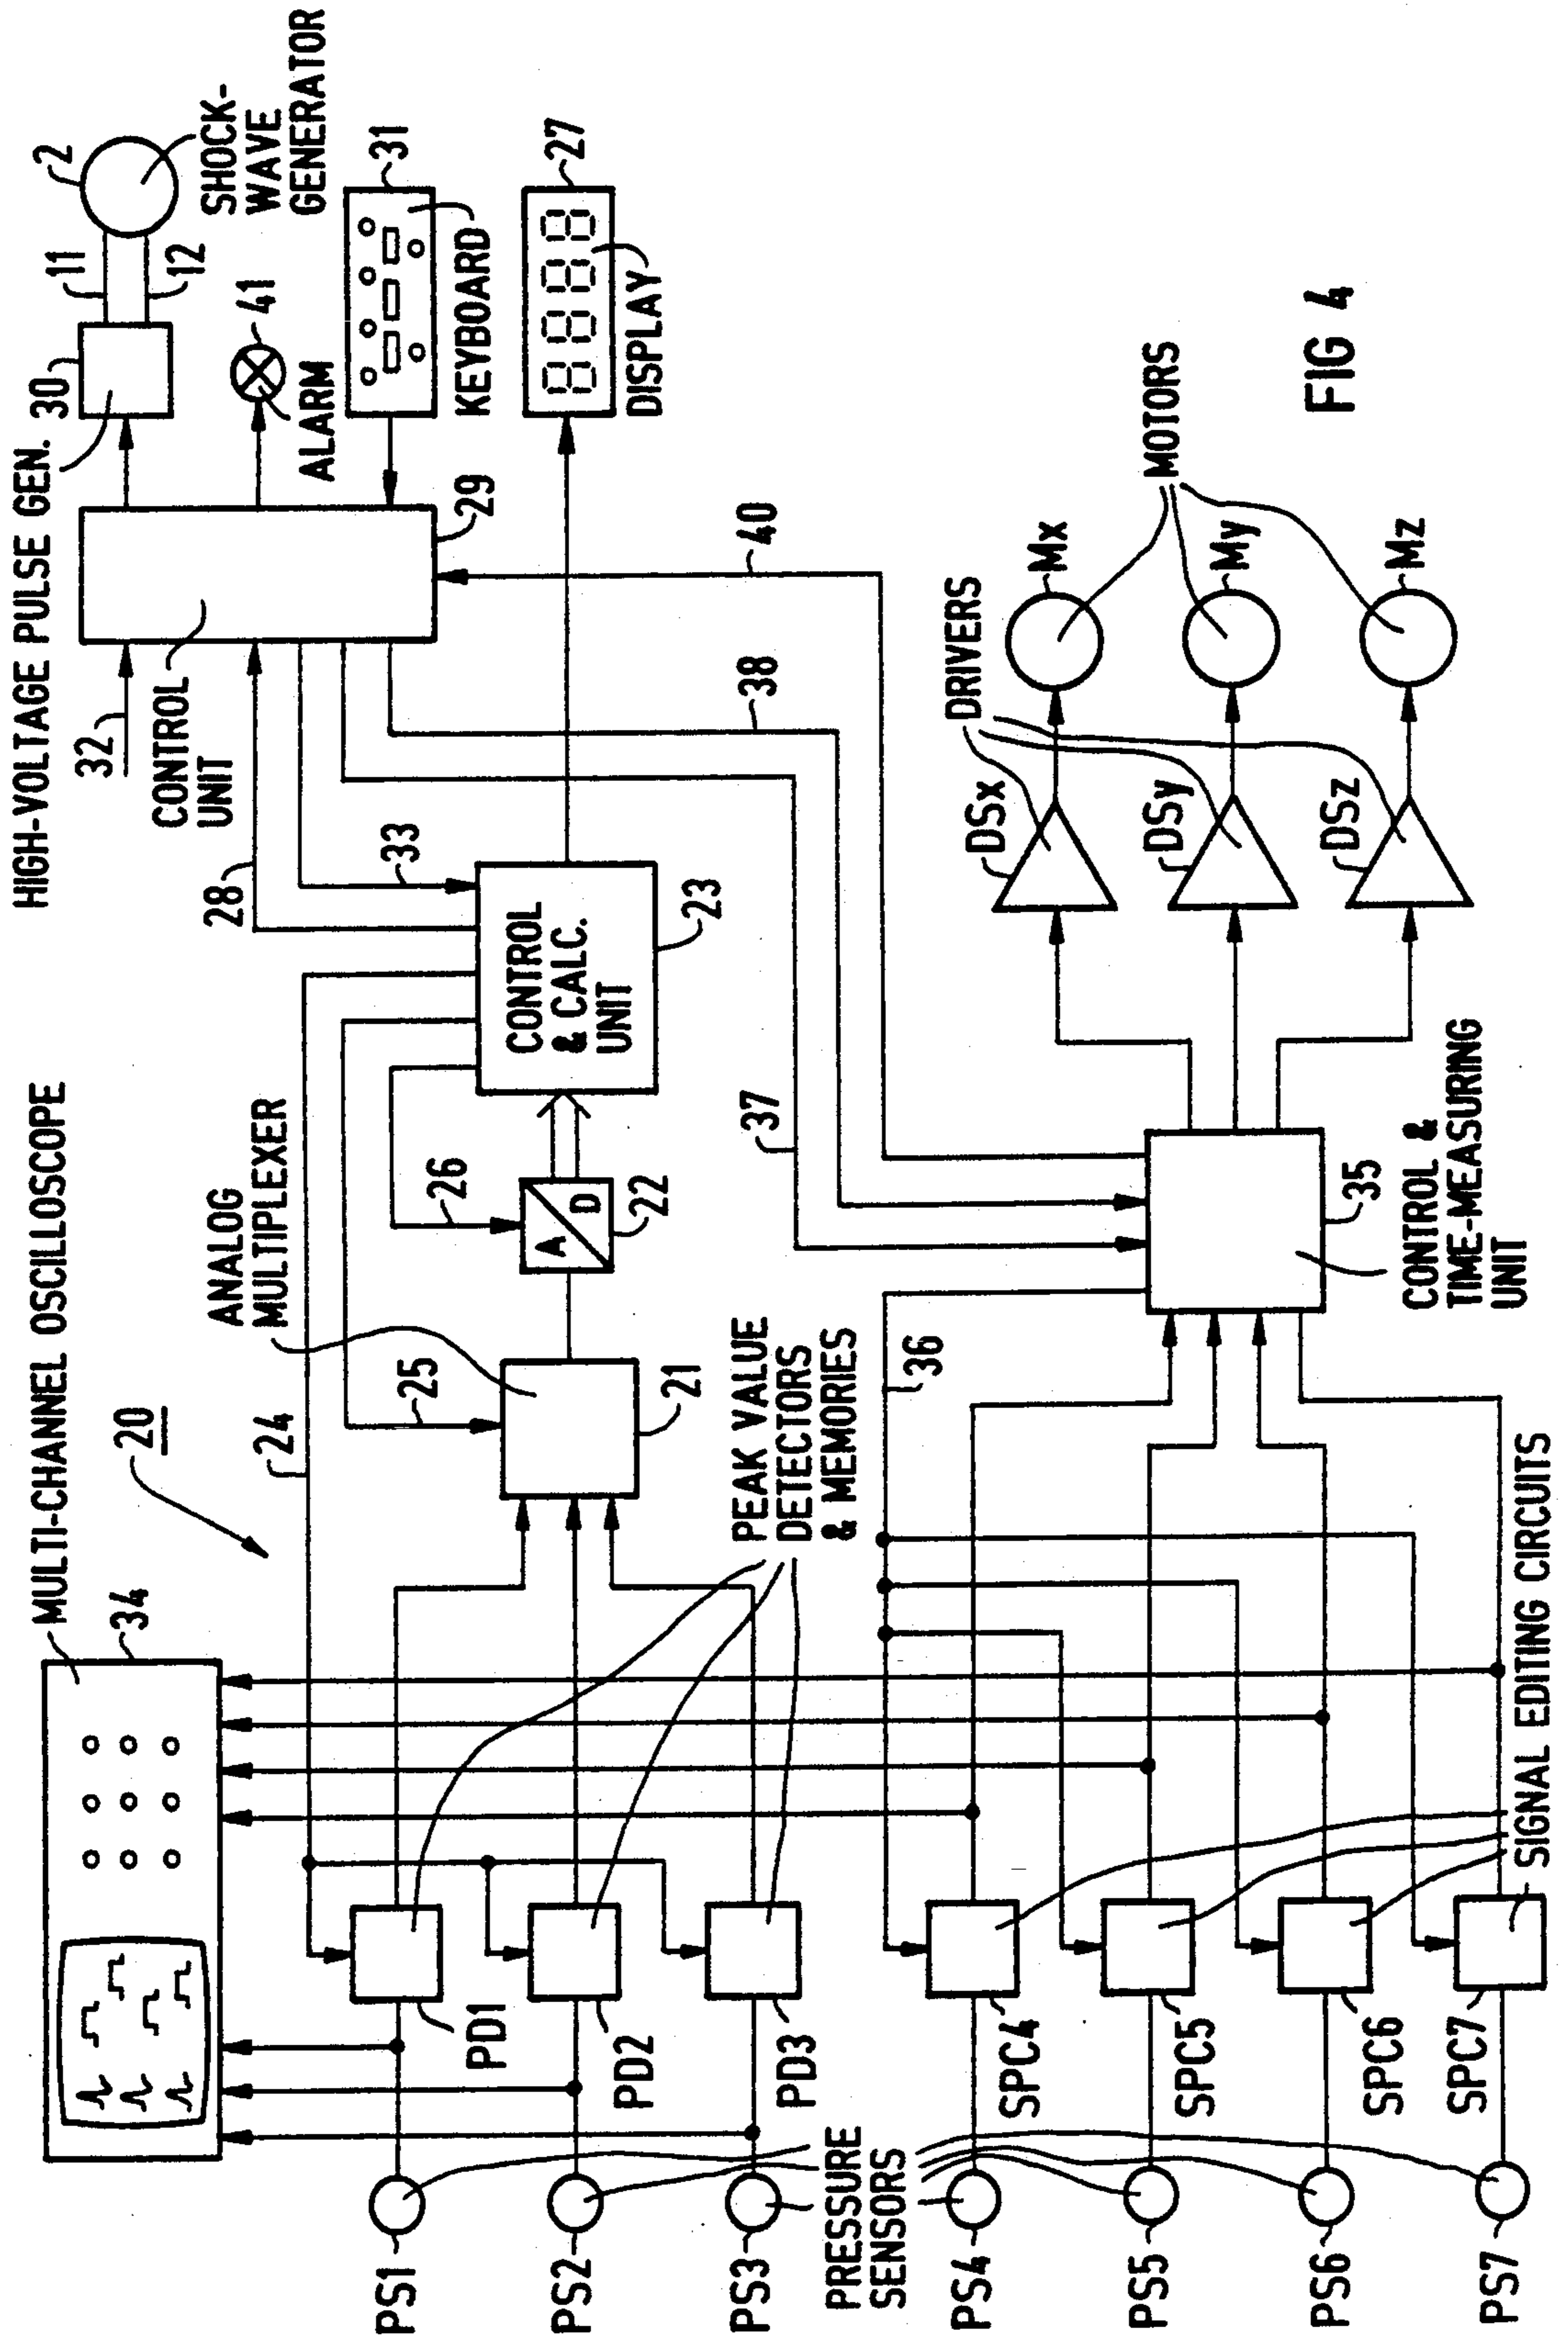 HIGH-VOLTAGE PULSE GEN.
30
11
12
2
SHOCK-
WAVE
GENERATOR
32
CONTROL
UNIT
29
41
ALARM
31
KEYBOARD
27
8888
DISPLAY
28
33
CONTROL
& CALC.
UNIT
23
38
40
37
MULTI-CHANNEL OSCILLOSCOPE
34
20
24
ANALOG
MULTIPLEXER
25
21
26
A
D
22
PEAK VALUE
DETECTORS
& MEMORIES
PS1
PD1
PS2
PD2
PS3
PD3
PRESSURE
SENSORS
PS4
SPC4
PS5
SPC5
PS6
SPC6
PS7
SPC7
SIGNAL EDITING CIRCUITS
36
35
CONTROL &
TIME-MEASURING
UNIT
DRIVERS
DSx
DSy
DSz
MOTORS
Mx
My
Mz
FIG 4